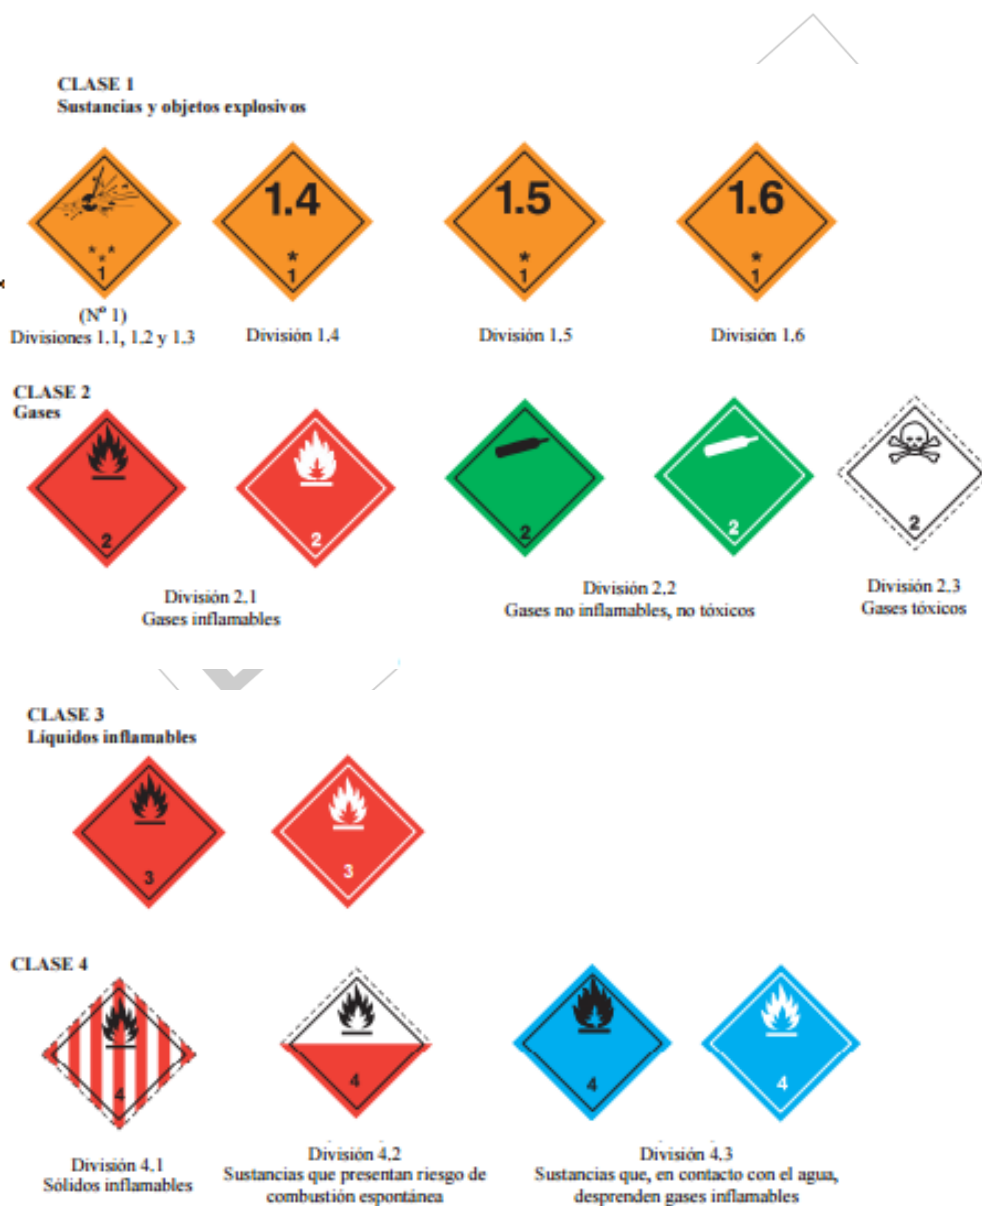 CLASE 1
Sustancias y objetos explosivos
* * *
1
1.4
*
1
1.5
*
1
1.6
*
1
(Nº 1)
Divisiones 1.1, 1.2 y 1.3
División 1.4
División 1.5
División 1.6
CLASE 2
Gases
2
2
2
2
2
División 2.1
Gases inflamables
División 2.2
Gases no inflamables, no tóxicos
División 2.3
Gases tóxicos
CLASE 3
Líquidos inflamables
3
3
CLASE 4
4
4
4
4
División 4.1
Sólidos inflamables
División 4.2
Sustancias que presentan riesgo de
combustión espontánea
División 4.3
Sustancias que, en contacto con el agua,
desprenden gases inflamables